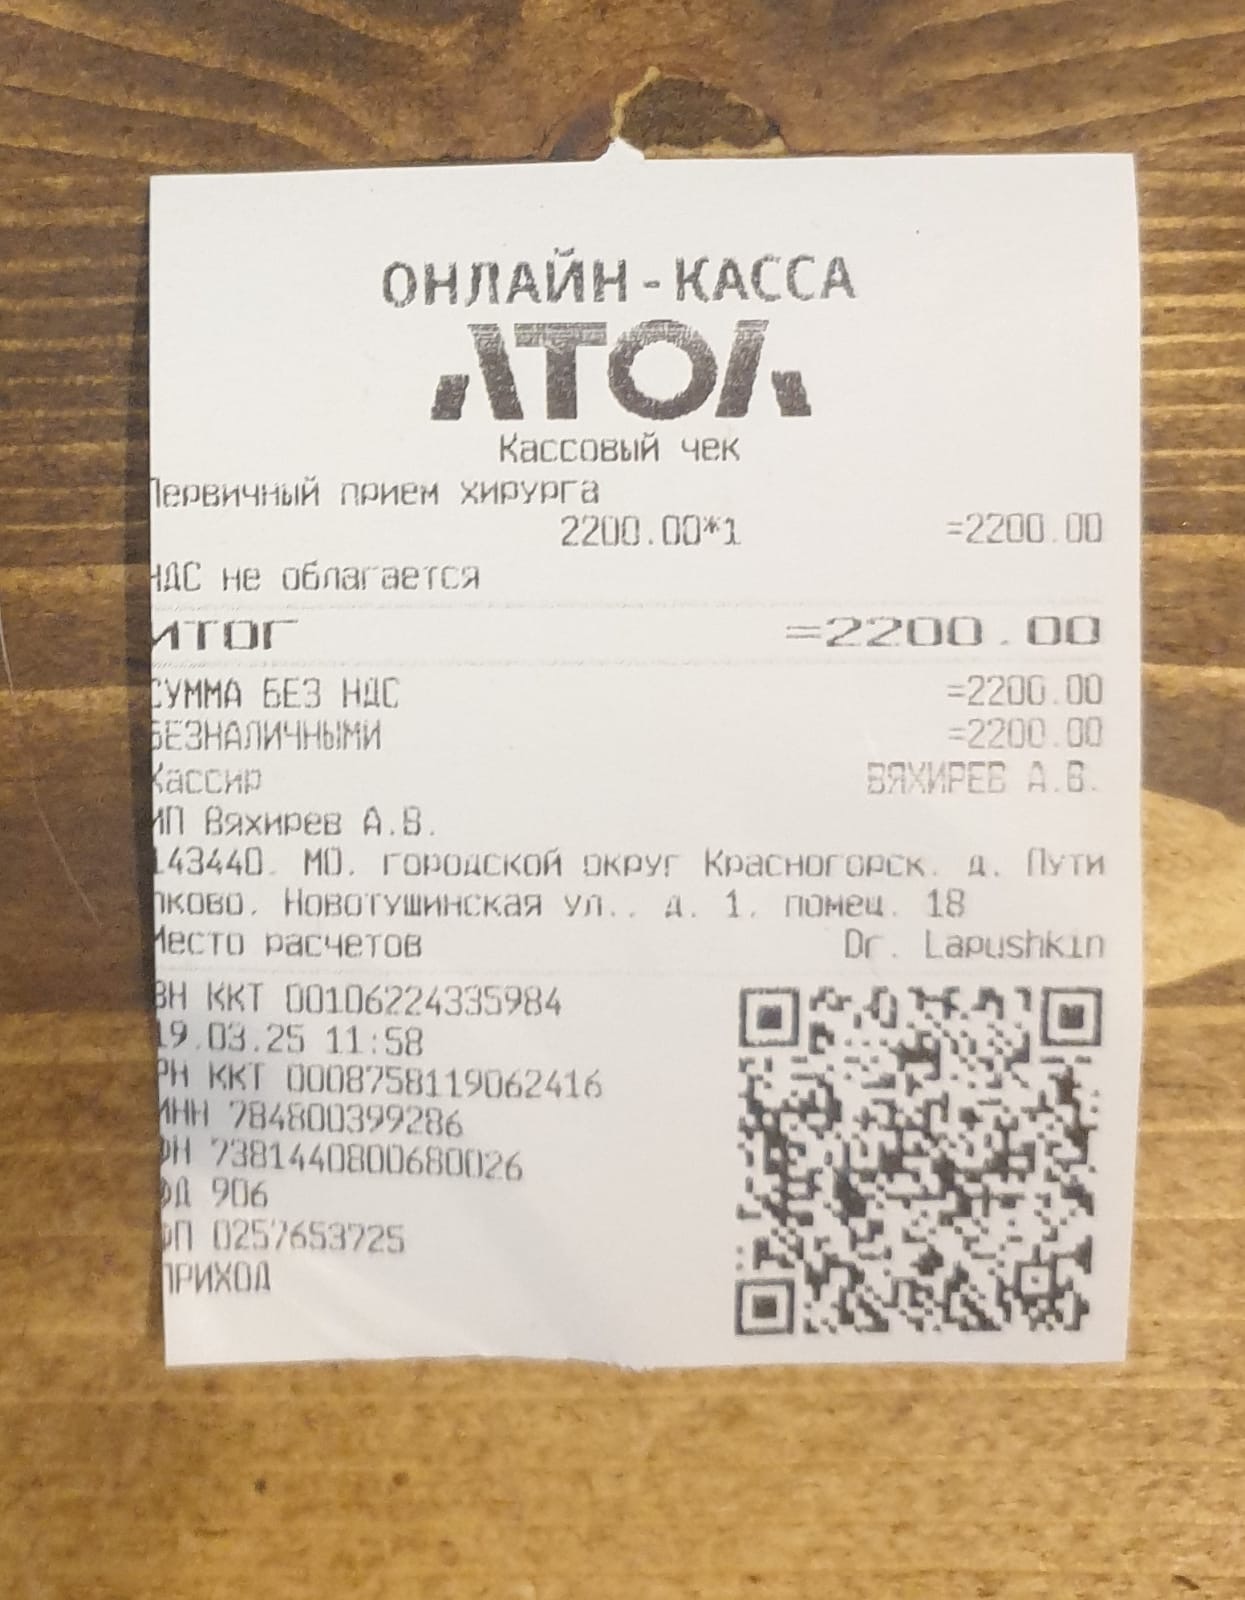 ОНЛАЙН-КАССА
АТОЛ
Кассовый чек
Первичный прием хирурга
2200.00*1 =2200.00
НДС не облагается
ИТОГ =2200.00
СУММА БЕЗ НДС =2200.00
БЕЗНАЛИЧНЫМИ =2200.00
Кассир ВЯХИРЕВ А.В.
ИП Вяхирев А.В.
143440, МО, городской округ Красногорск, д. Пути
лково, Новотушинская ул., д. 1, помещ. 18
Место расчетов Dr. Lapushkin
ЗН ККТ 00106224335984
19.03.25 11:58
РН ККТ 0008758119062416
ИНН 784800399286
ФН 7381440800680026
ФД 906
ФП 0257653725
ПРИХОД